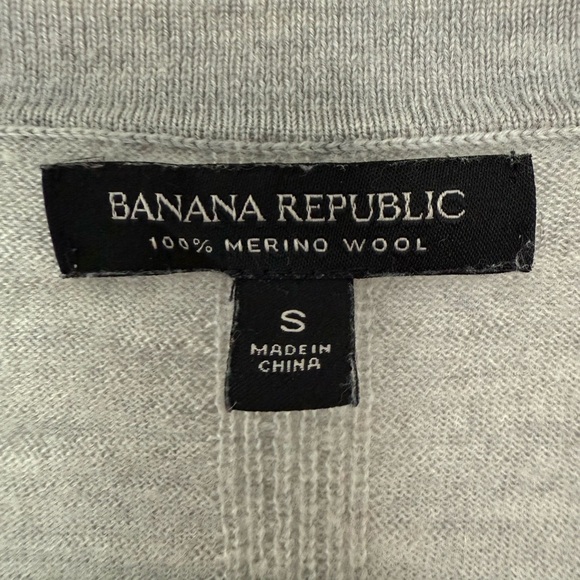 BANANA REPUBLIC
100% MERINO WOOL
S
MADE IN
CHINA